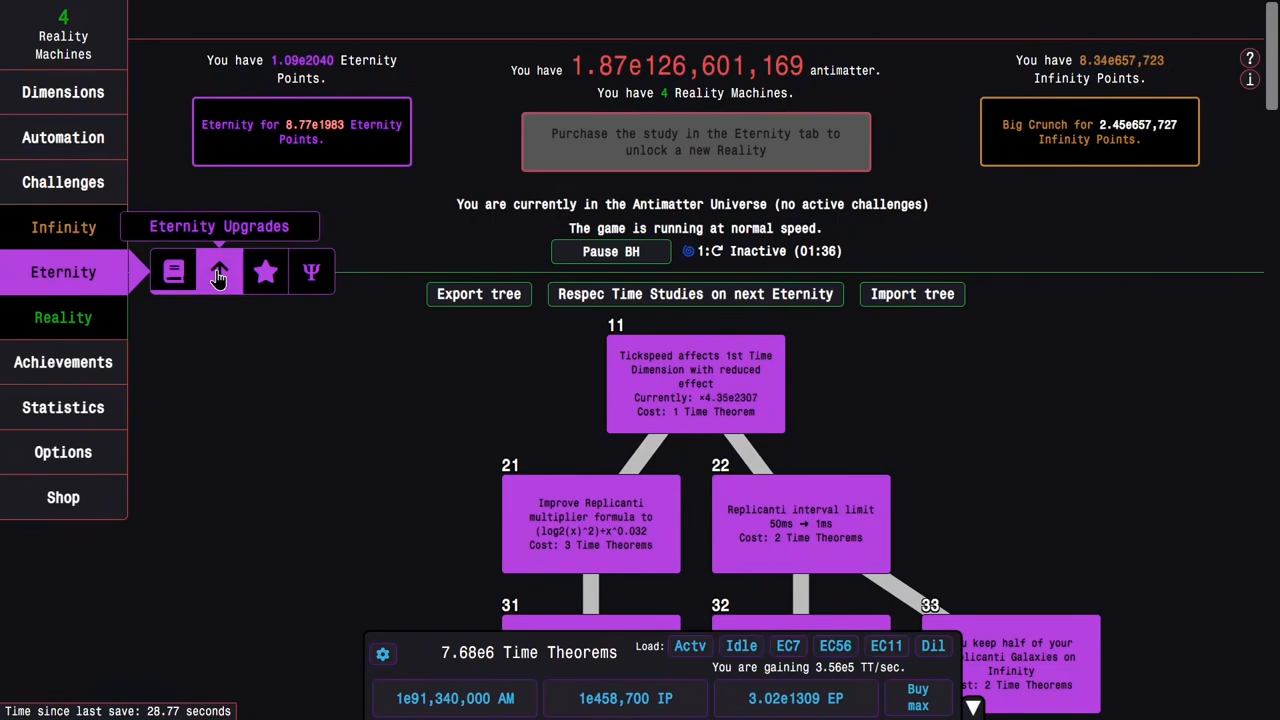 4
Reality
Machines
Dimensions
Automation
Challenges
Infinity
Eternity
Reality
Achievements
Statistics
Options
Shop
You have 1.09e2040 Eternity
Points.
Eternity for 8.77e1983 Eternity
Points.
You have 1.87e126,601,169 antimatter.
You have 4 Reality Machines.
Purchase the study in the Eternity tab to
unlock a new Reality
You have 8.34e657,723
Infinity Points.
Big Crunch for 2.45e657,727
Infinity Points.
?
i
You are currently in the Antimatter Universe (no active challenges)
The game is running at normal speed.
Pause BH
1: Inactive (01:36)
Eternity Upgrades
Ψ
Export tree
Respec Time Studies on next Eternity
Import tree
11
Tickspeed affects 1st Time
Dimension with reduced
effect
Currently: ×4.35e2307
Cost: 1 Time Theorem
21
Improve Replicanti
multiplier formula to
(log2(x)^2)+x^0.032
Cost: 3 Time Theorems
22
Replicanti interval limit
50ms ➜ 1ms
Cost: 2 Time Theorems
31
32
33
keep half of your
Galaxies on
Infinity
2 Time Theorems
7.68e6 Time Theorems
Load: Actv Idle EC7 EC56 EC11 Dil
You are gaining 3.56e5 TT/sec.
1e91,340,000 AM
1e458,700 IP
3.02e1309 EP
Buy
max
▼
Time since last save: 28.77 seconds